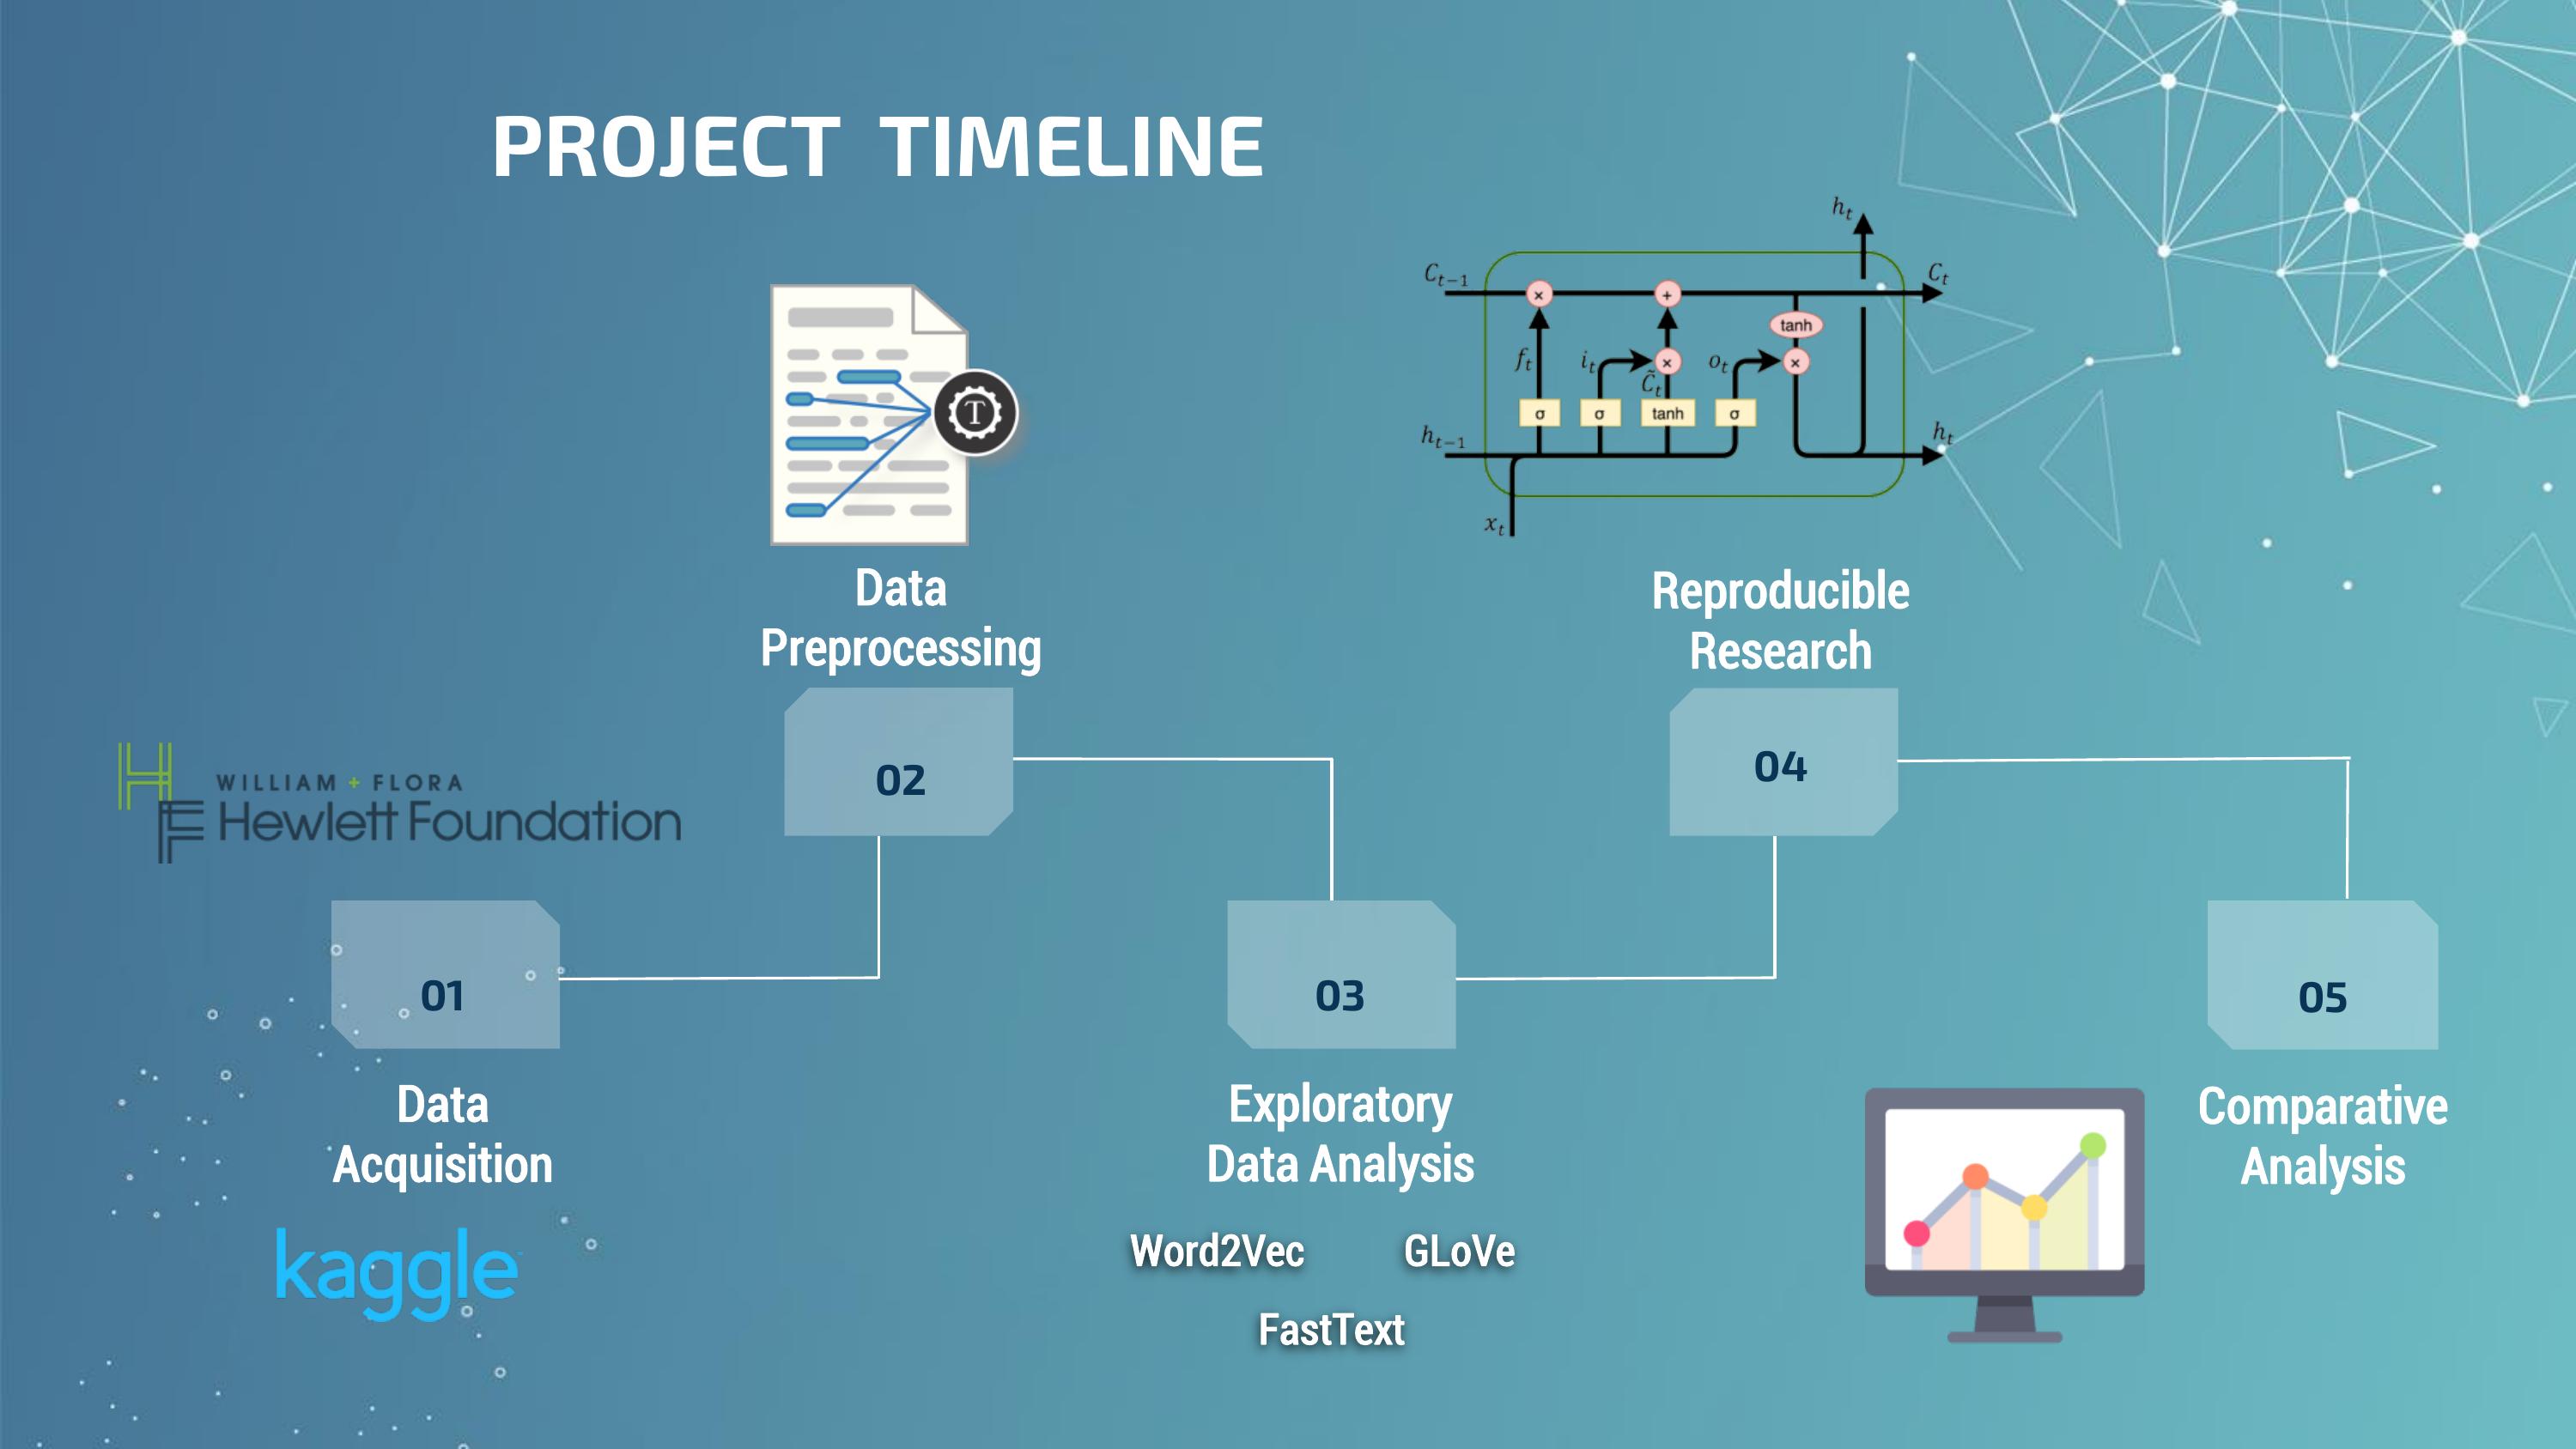 PROJECT TIMELINE
T
Data
Preprocessing
02
h_t
C_{t-1}
C_t
×
+
tanh
f_t
i_t
×
C̃_t
o_t
×
σ
σ
tanh
σ
h_{t-1}
h_t
x_t
Reproducible
Research
04
WILLIAM + FLORA
Hewlett Foundation
01
Data
Acquisition
kaggle
03
Exploratory
Data Analysis
Word2Vec GLoVe
FastText
05
Comparative
Analysis